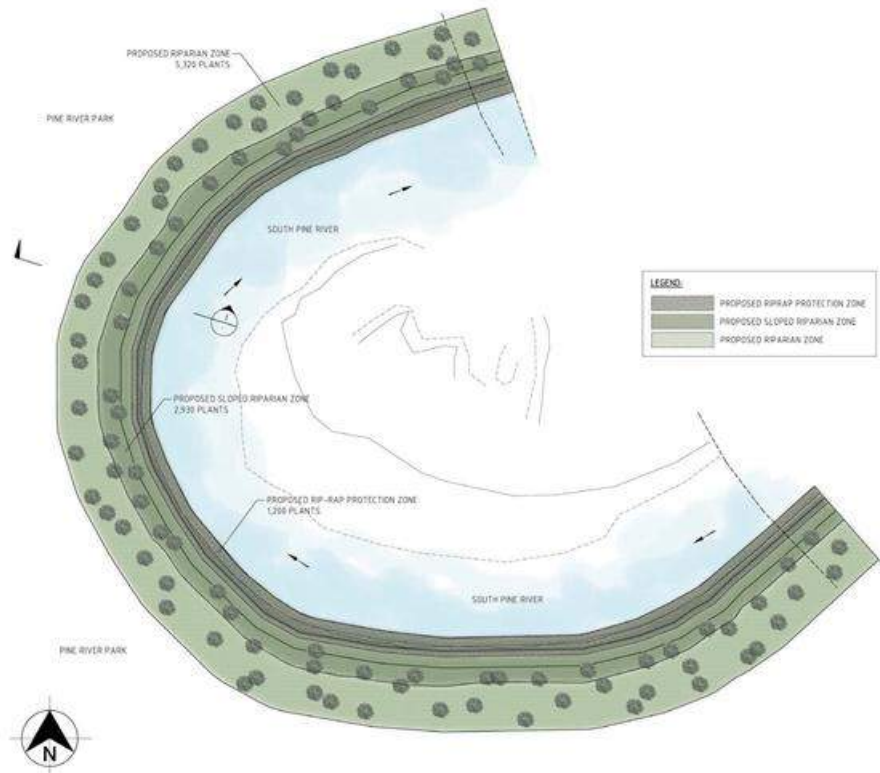 PROPOSED RIPARIAN ZONE
5,320 PLANTS
PINE RIVER PARK
SOUTH PINE RIVER
LEGEND:
PROPOSED RIPRAP PROTECTION ZONE
PROPOSED SLOPED RIPARIAN ZONE
PROPOSED RIPARIAN ZONE
PROPOSED SLOPED RIPARIAN ZONE
2,930 PLANTS
PROPOSED RIP-RAP PROTECTION ZONE
1,200 PLANTS
SOUTH PINE RIVER
PINE RIVER PARK
N